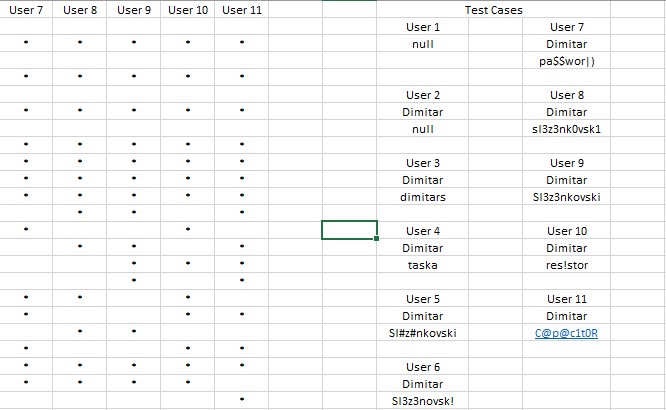 User 7 User 8 User 9 User 10 User 11 Test Cases
User 1 User 7
* * * * * null Dimitar
pa$$wor|)
* * * * *
User 2 User 8
* * * * * Dimitar Dimitar
null sl3z3nk0vsk1
* * * * *
* * * * * User 3 User 9
* * * * * Dimitar Dimitar
* * * * * dimitars Sl3z3nkovski
* * *
* * User 4 User 10
* * * Dimitar Dimitar
* * * taska res!stor
* *
* * * * User 5 User 11
* * * Dimitar Dimitar
* * Sl#z#nkovski C@p@c1t0R
* * *
* * * * * User 6
* * * * * Dimitar
* Sl3z3novsk!